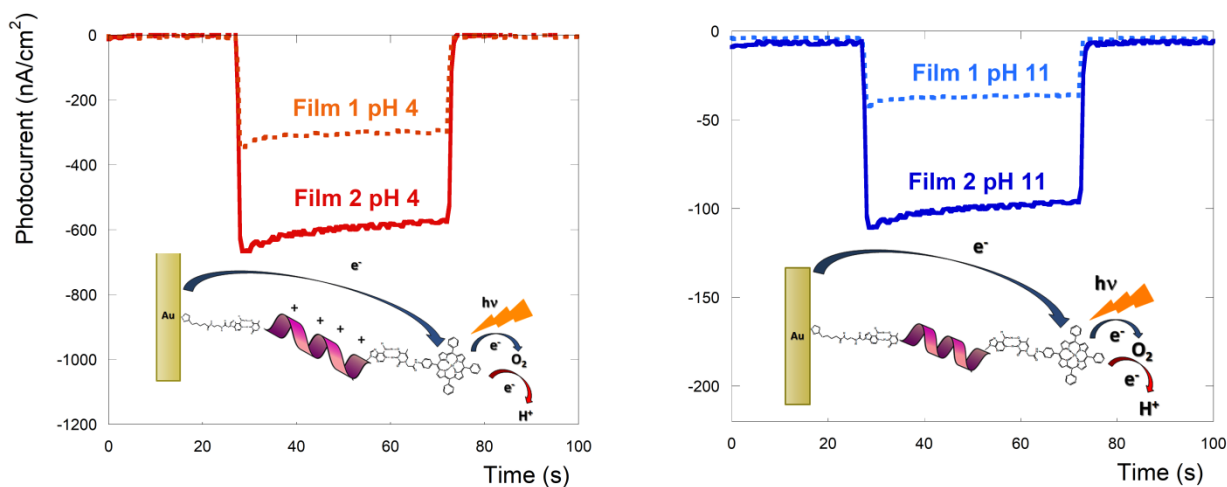 Photocurrent (nA/cm²)
0
-200
-400
-600
-800
-1000
-1200
Film 1 pH 4
Film 2 pH 4
e-
hν
Au
+ + + +
e-
O2
e-
H+
0 20 40 60 80 100
Time (s)
0
-50
-100
-150
-200
Film 1 pH 11
Film 2 pH 11
e-
hν
Au
e-
O2
e-
H+
0 20 40 60 80 100
Time (s)